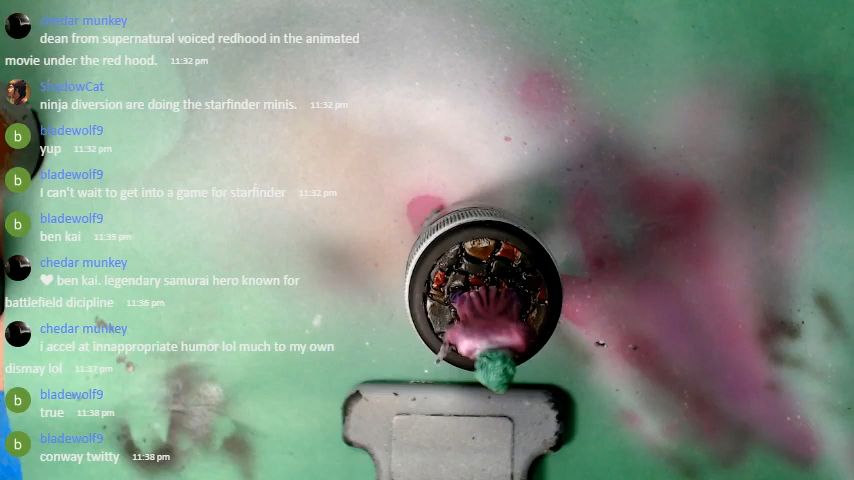 chedar munkey
dean from supernatural voiced redhood in the animated
movie under the red hood. 11:32 pm
ShadowCat
ninja diversion are doing the starfinder minis. 11:32 pm
b bladewolf9
yup 11:32 pm
b bladewolf9
I can't wait to get into a game for starfinder 11:32 pm
b bladewolf9
ben kai 11:35 pm
chedar munkey
♥ ben kai. legendary samurai hero known for
battlefield dicipline 11:36 pm
chedar munkey
i accel at innappropriate humor lol much to my own
dismay lol 11:37 pm
b bladewolf9
true 11:38 pm
b bladewolf9
conway twitty 11:38 pm